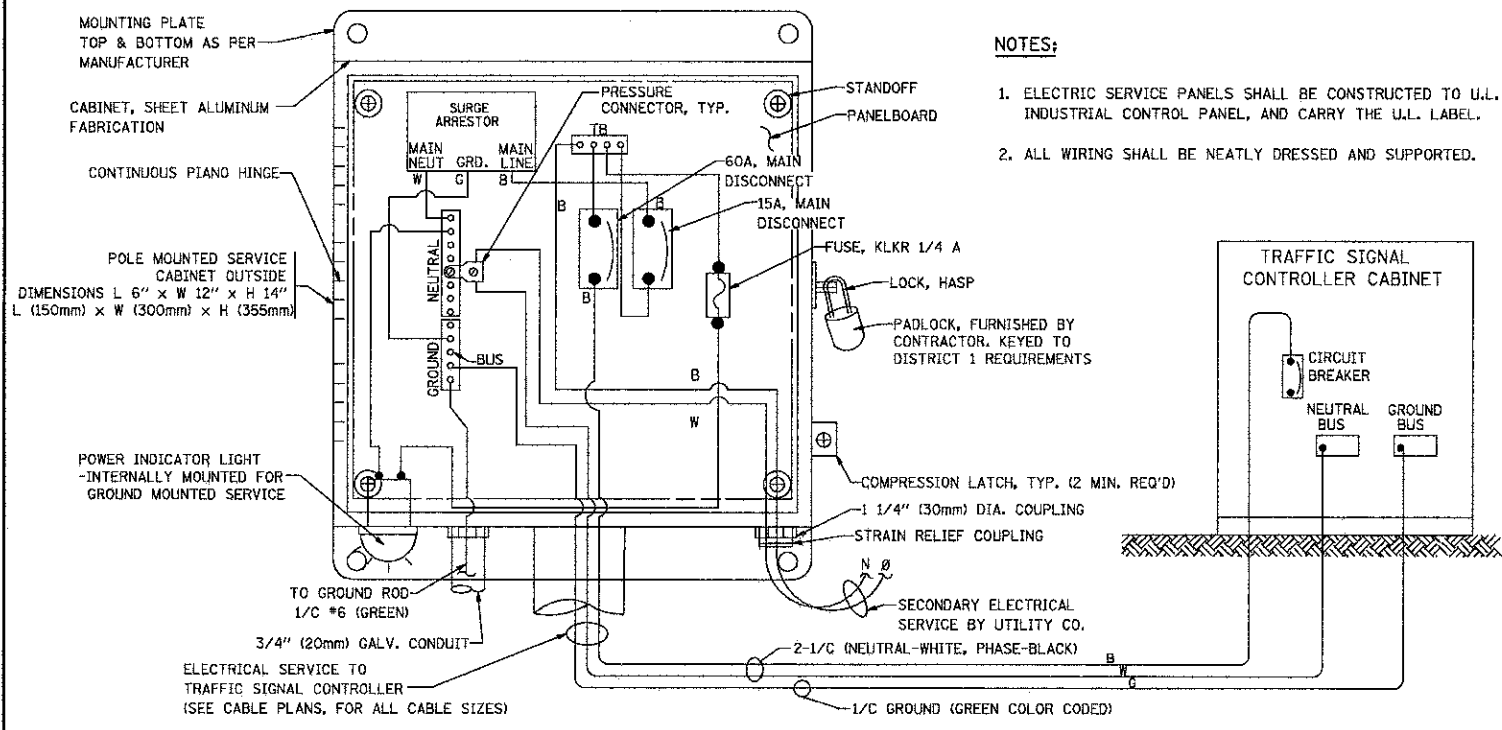 MOUNTING PLATE
TOP & BOTTOM AS PER
MANUFACTURER
CABINET, SHEET ALUMINUM
FABRICATION
CONTINUOUS PIANO HINGE
POLE MOUNTED SERVICE
CABINET OUTSIDE
DIMENSIONS L 6" x W 12" x H 14"
L (150mm) x W (300mm) x H (355mm)
POWER INDICATOR LIGHT
-INTERNALLY MOUNTED FOR
GROUND MOUNTED SERVICE
TO GROUND ROD
1/C #6 (GREEN)
3/4" (20mm) GALV. CONDUIT
ELECTRICAL SERVICE TO
TRAFFIC SIGNAL CONTROLLER
(SEE CABLE PLANS, FOR ALL CABLE SIZES)
SURGE
ARRESTOR
MAIN
NEUT
GRD.
MAIN
LINE
W
G
B
PRESSURE
CONNECTOR, TYP.
TB
NEUTRAL
GROUND
BUS
B
B
B
B
W
STANDOFF
PANELBOARD
60A, MAIN
DISCONNECT
15A, MAIN
DISCONNECT
FUSE, KLKR 1/4 A
LOCK, HASP
PADLOCK, FURNISHED BY
CONTRACTOR. KEYED TO
DISTRICT 1 REQUIREMENTS
COMPRESSION LATCH, TYP. (2 MIN. REQ'D)
1 1/4" (30mm) DIA. COUPLING
STRAIN RELIEF COUPLING
N Ø
SECONDARY ELECTRICAL
SERVICE BY UTILITY CO.
2-1/C (NEUTRAL-WHITE, PHASE-BLACK)
B
W
G
1/C GROUND (GREEN COLOR CODED)
NOTES:
1. ELECTRIC SERVICE PANELS SHALL BE CONSTRUCTED TO U.L.
INDUSTRIAL CONTROL PANEL, AND CARRY THE U.L. LABEL.
2. ALL WIRING SHALL BE NEATLY DRESSED AND SUPPORTED.
TRAFFIC SIGNAL
CONTROLLER CABINET
CIRCUIT
BREAKER
NEUTRAL
BUS
GROUND
BUS